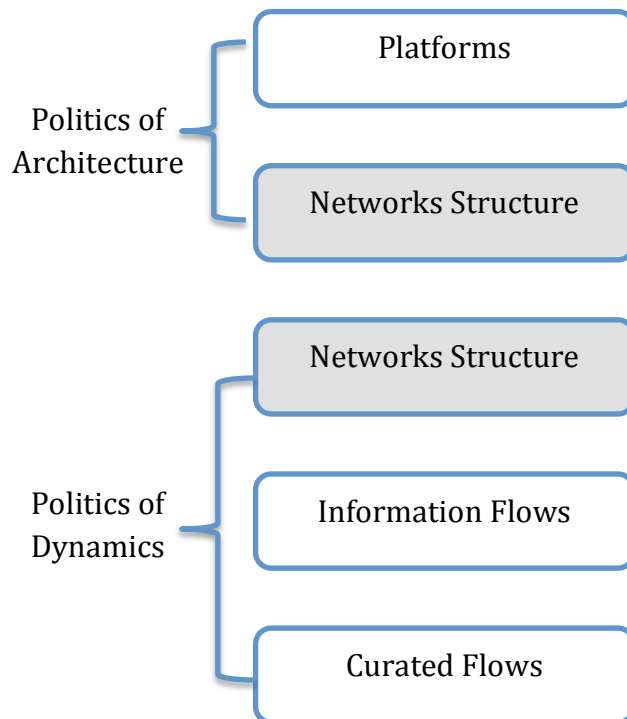 Platforms
Politics of
Architecture
Networks Structure
Networks Structure
Politics of
Dynamics
Information Flows
Curated Flows